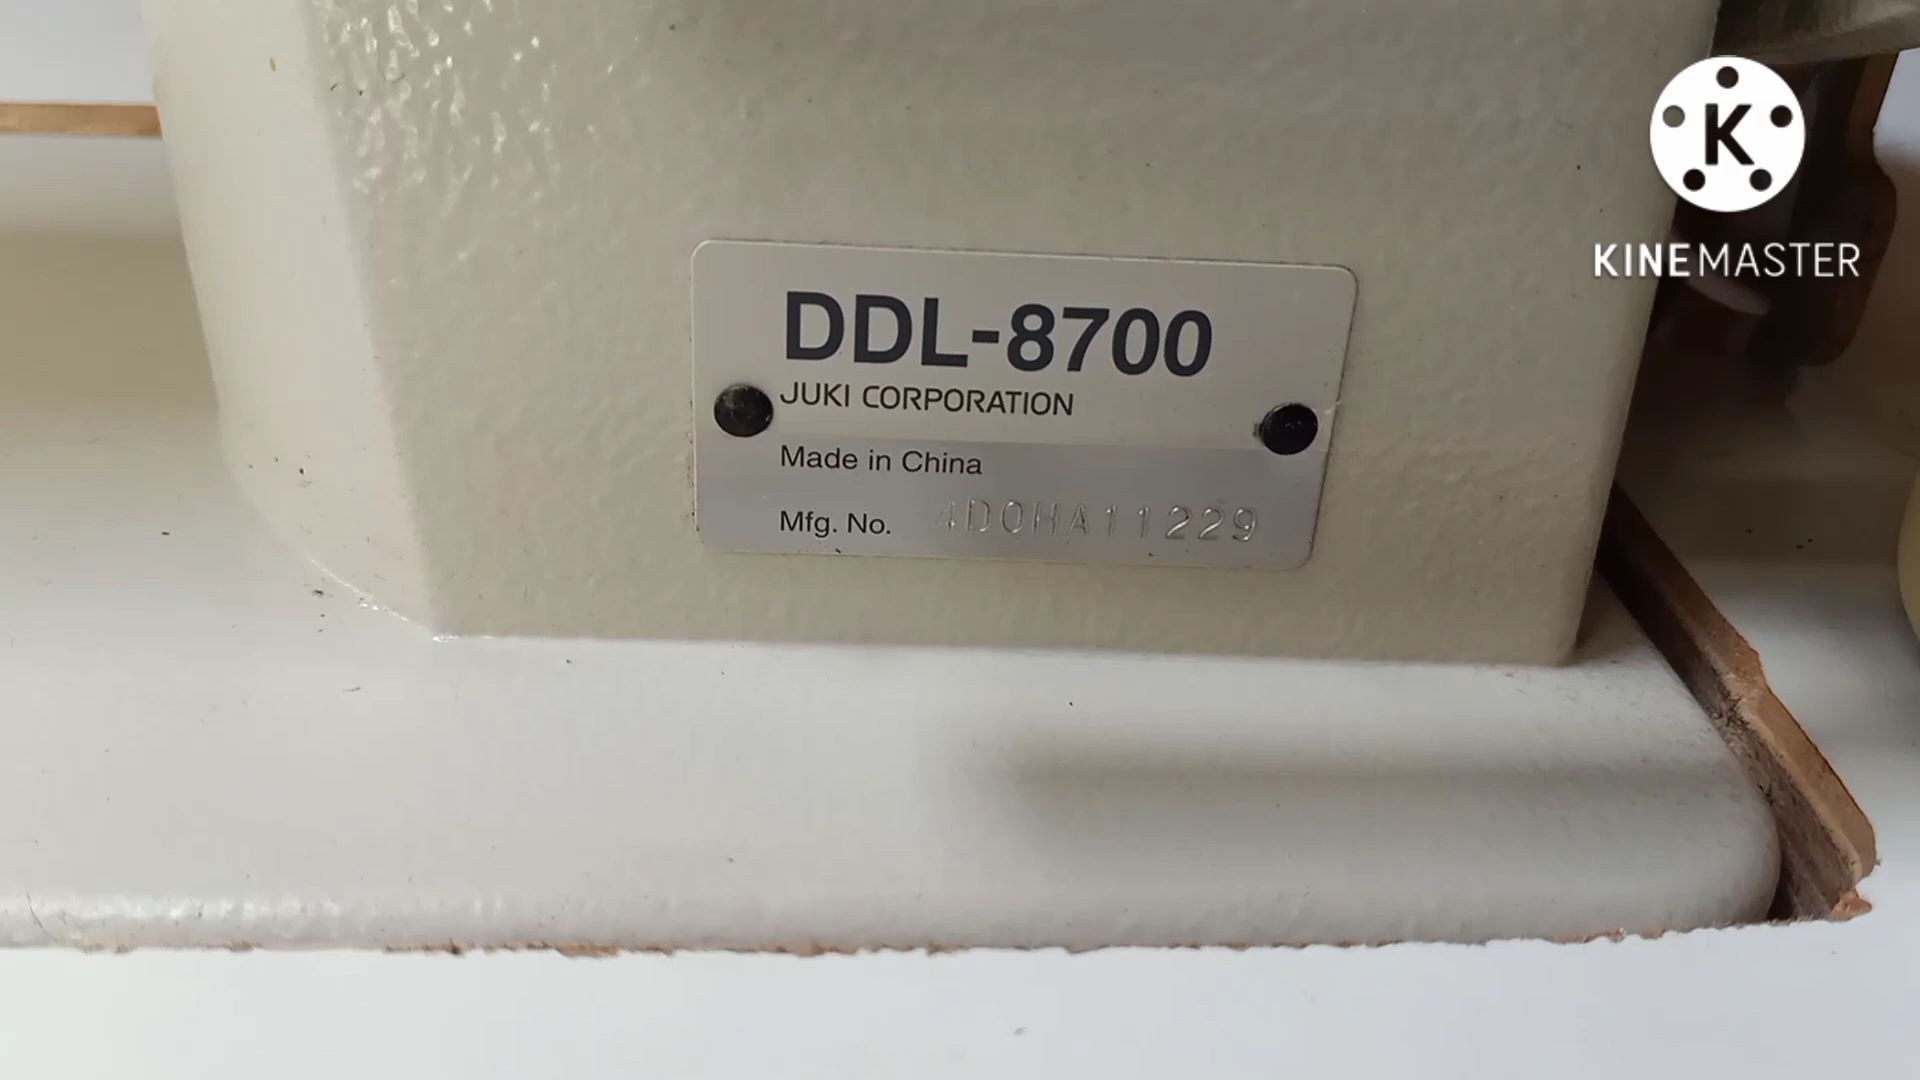 DDL-8700
JUKI CORPORATION
Made in China
Mfg. No. 4D0HA11229
K
KINEMASTER